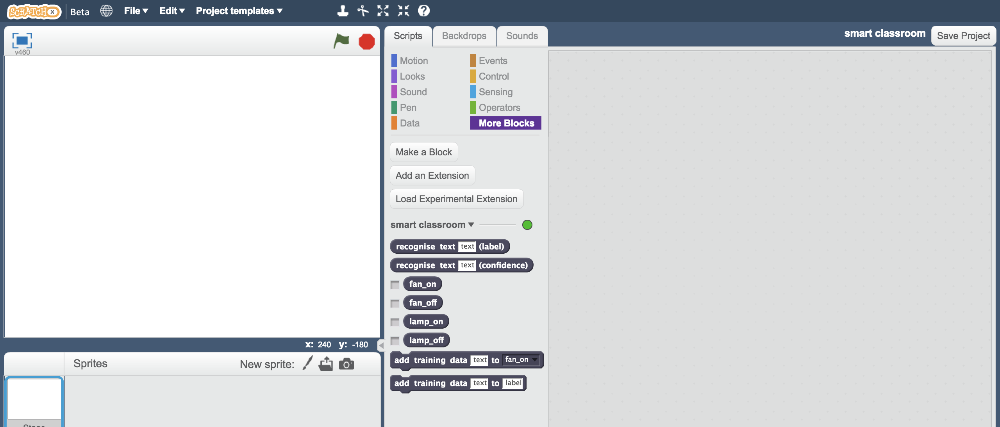 SCRATCH X Beta File Edit Project templates
v460
Scripts Backdrops Sounds
smart classroom Save Project
Motion Events
Looks Control
Sound Sensing
Pen Operators
Data More Blocks
Make a Block
Add an Extension
Load Experimental Extension
smart classroom
recognise text text (label)
recognise text text (confidence)
fan_on
fan_off
lamp_on
lamp_off
add training data text to fan_on
add training data text to label
x: 240 y: -180
Sprites New sprite:
Stage